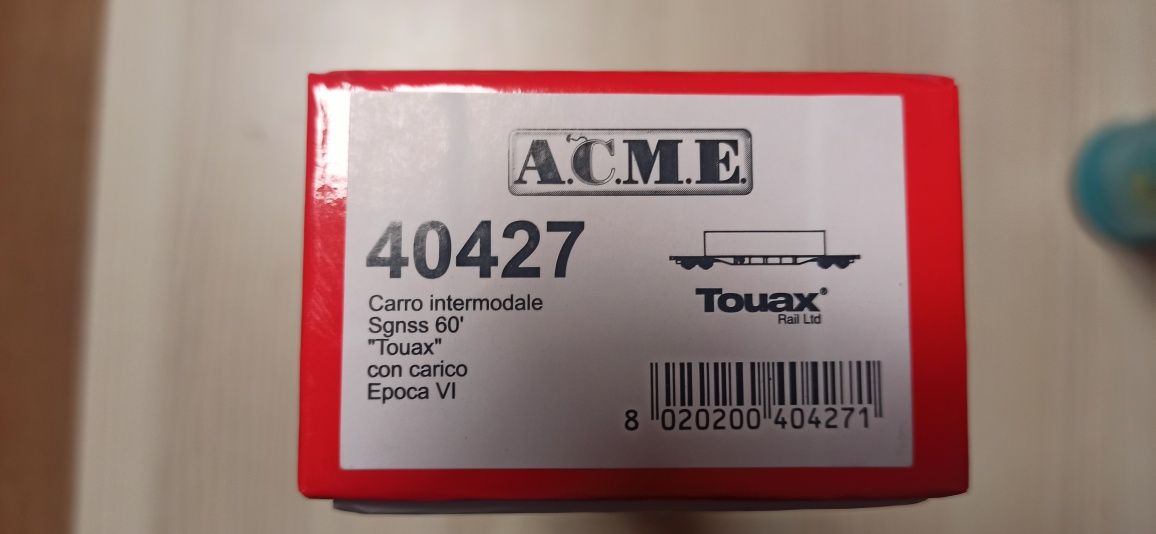 A.C.M.E.
40427
Carro intermodale
Sgnss 60'
"Touax"
con carico
Epoca VI
Touax®
Rail Ltd
8 020200 404271